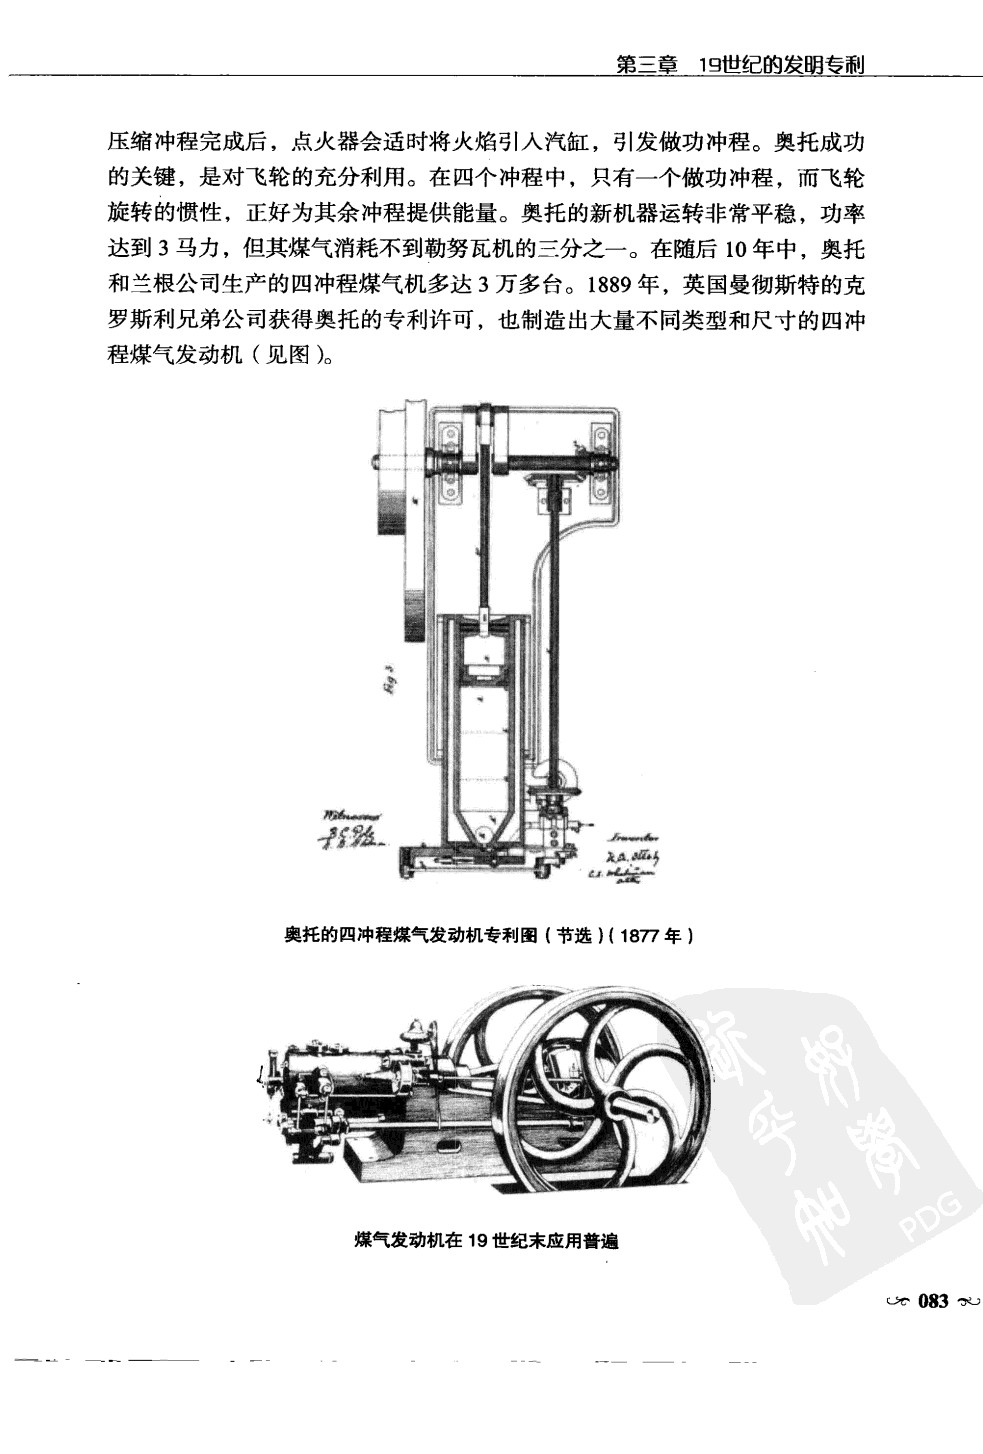 第三章 19世纪的发明专利
压缩冲程完成后，点火器会适时将火焰引入汽缸，引发做功冲程。奥托成功
的关键，是对飞轮的充分利用。在四个冲程中，只有一个做功冲程，而飞轮
旋转的惯性，正好为其余冲程提供能量。奥托的新机器运转非常平稳，功率
达到 3 马力，但其煤气消耗不到勒努瓦机的三分之一。在随后 10 年中，奥托
和兰根公司生产的四冲程煤气机多达 3 万多台。1889 年，英国曼彻斯特的克
罗斯利兄弟公司获得奥托的专利许可，也制造出大量不同类型和尺寸的四冲
程煤气发动机（见图）。
Fig 3.
Witnesses
Inventor
奥托的四冲程煤气发动机专利图（节选）（1877 年）
煤气发动机在 19 世纪末应用普遍
PDG
083